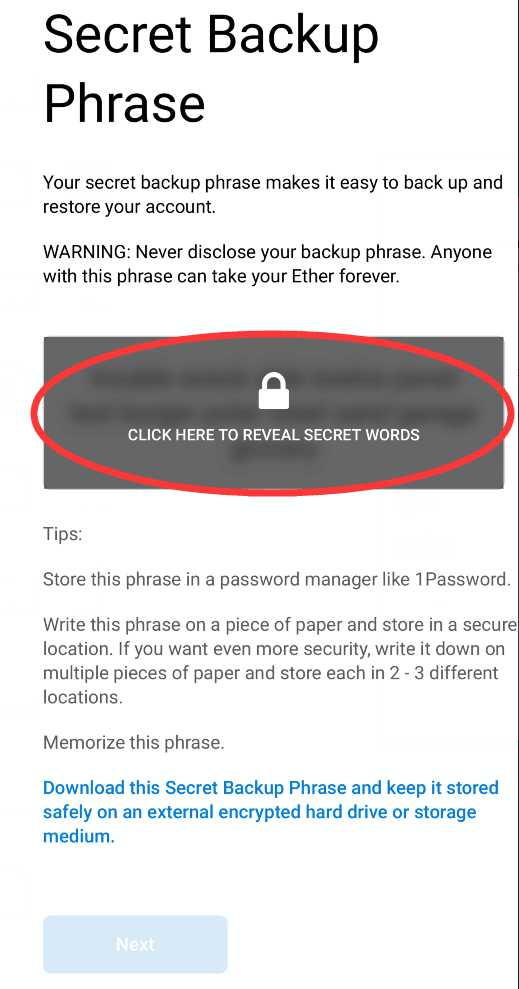 Secret Backup
Phrase
Your secret backup phrase makes it easy to back up and
restore your account.
WARNING: Never disclose your backup phrase. Anyone
with this phrase can take your Ether forever.
CLICK HERE TO REVEAL SECRET WORDS
Tips:
Store this phrase in a password manager like 1Password.
Write this phrase on a piece of paper and store in a secure
location. If you want even more security, write it down on
multiple pieces of paper and store each in 2 - 3 different
locations.
Memorize this phrase.
Download this Secret Backup Phrase and keep it stored
safely on an external encrypted hard drive or storage
medium.
Next